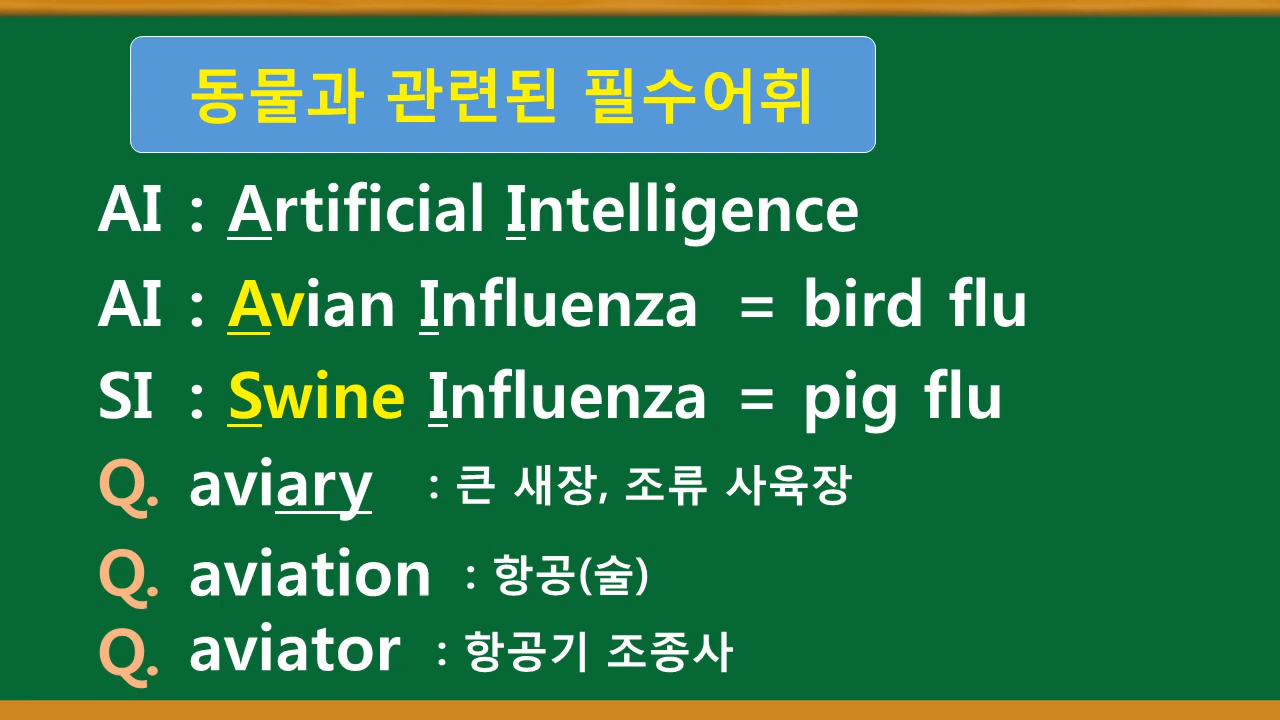 동물과 관련된 필수어휘
AI : Artificial Intelligence
AI : Avian Influenza = bird flu
SI : Swine Influenza = pig flu
Q. aviary : 큰 새장, 조류 사육장
Q. aviation : 항공(술)
Q. aviator : 항공기 조종사